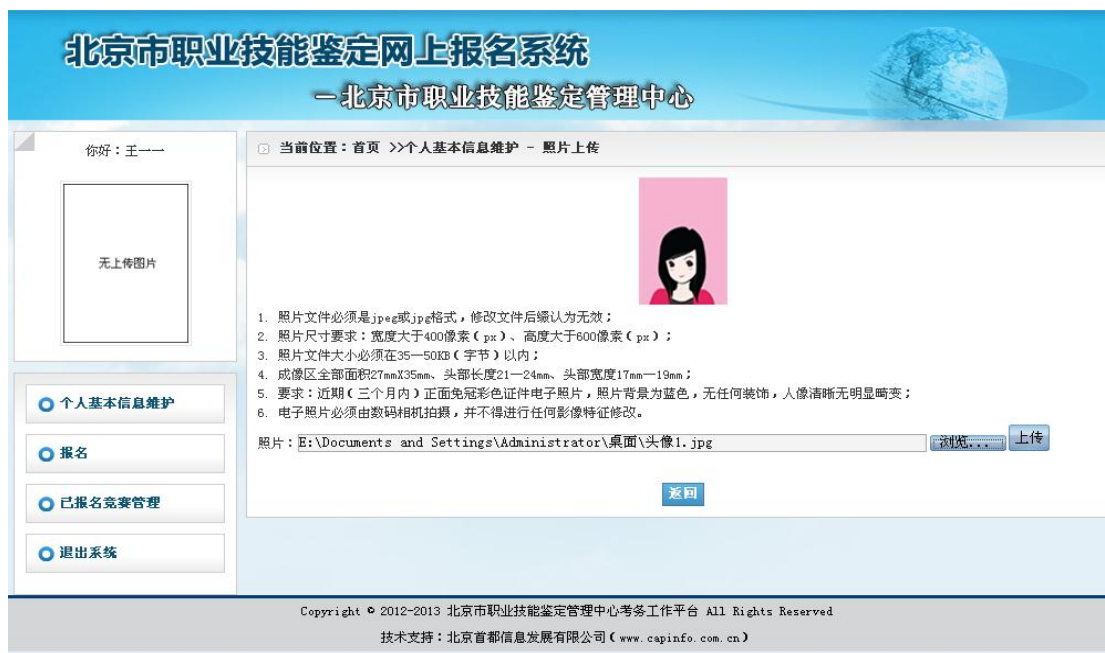 北京市职业技能鉴定网上报名系统
—北京市职业技能鉴定管理中心
你好：王一一
无上传图片
个人基本信息维护
报名
已报名竞赛管理
退出系统
当前位置：首页 >>个人基本信息维护 - 照片上传
1. 照片文件必须是jpeg或jpg格式，修改文件后缀认为无效；
2. 照片尺寸要求：宽度大于400像素（px）、高度大于600像素（px）；
3. 照片文件大小必须在35—50KB（字节）以内；
4. 成像区全部面积27mmX35mm、头部长度21—24mm、头部宽度17mm—19mm；
5. 要求：近期（三个月内）正面免冠彩色证件电子照片，照片背景为蓝色，无任何装饰，人像清晰无明显畸变；
6. 电子照片必须由数码相机拍摄，并不得进行任何影像特征修改。
照片：E:\Documents and Settings\Administrator\桌面\头像1.jpg 浏览... 上传
返回
Copyright © 2012-2013 北京市职业技能鉴定管理中心考务工作平台 All Rights Reserved
技术支持：北京首都信息发展有限公司（www.capinfo.com.cn）